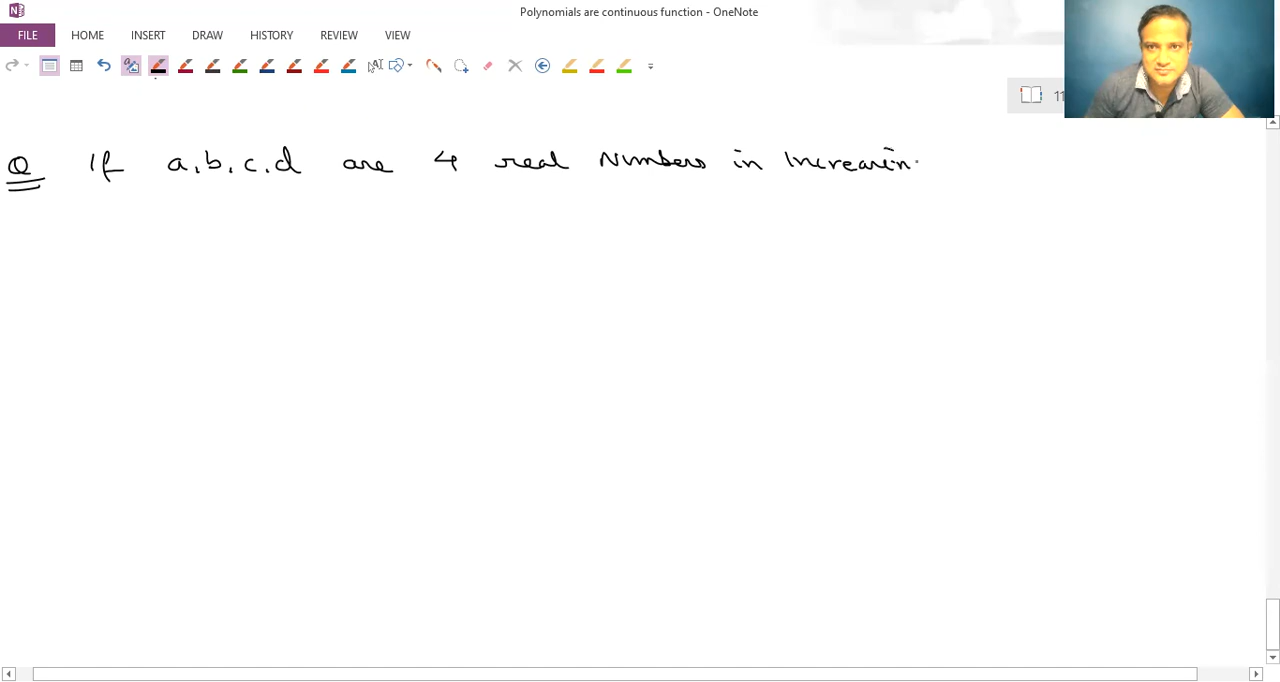 Polynomials are continuous function - OneNote
FILE HOME INSERT DRAW HISTORY REVIEW VIEW
11
Q If a, b, c, d are 4 real Numbers in Increasin